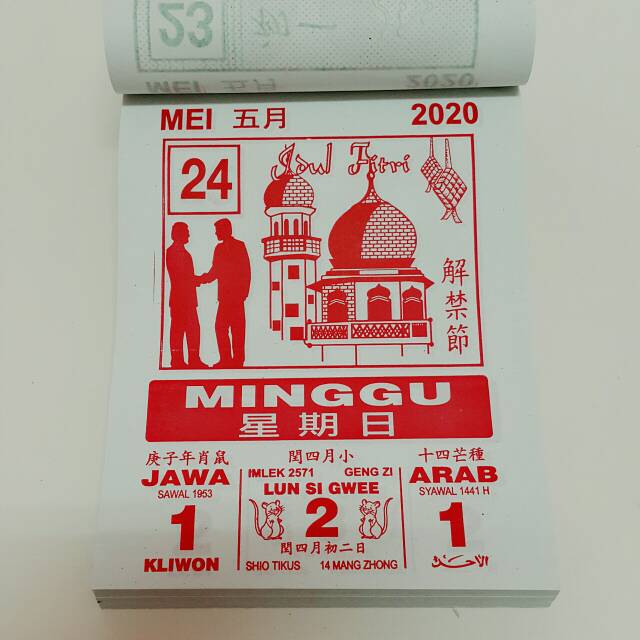 MEI 五月 2020
24
Idul Fitri
解禁節
MINGGU
星期日
庚子年肖鼠
JAWA
SAWAL 1953
1
KLIWON
閏四月小
IMLEK 2571 GENG ZI
LUN SI GWEE
2
閏四月初二日
SHIO TIKUS 14 MANG ZHONG
十四芒種
ARAB
SYAWAL 1441 H
1
الأحد